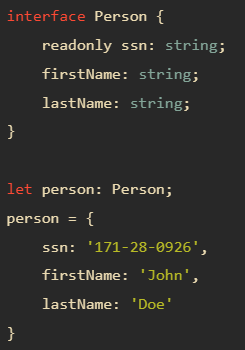 interface Person {
    readonly ssn: string;
    firstName: string;
    lastName: string;
}

let person: Person;
person = {
    ssn: '171-28-0926',
    firstName: 'John',
    lastName: 'Doe'
}